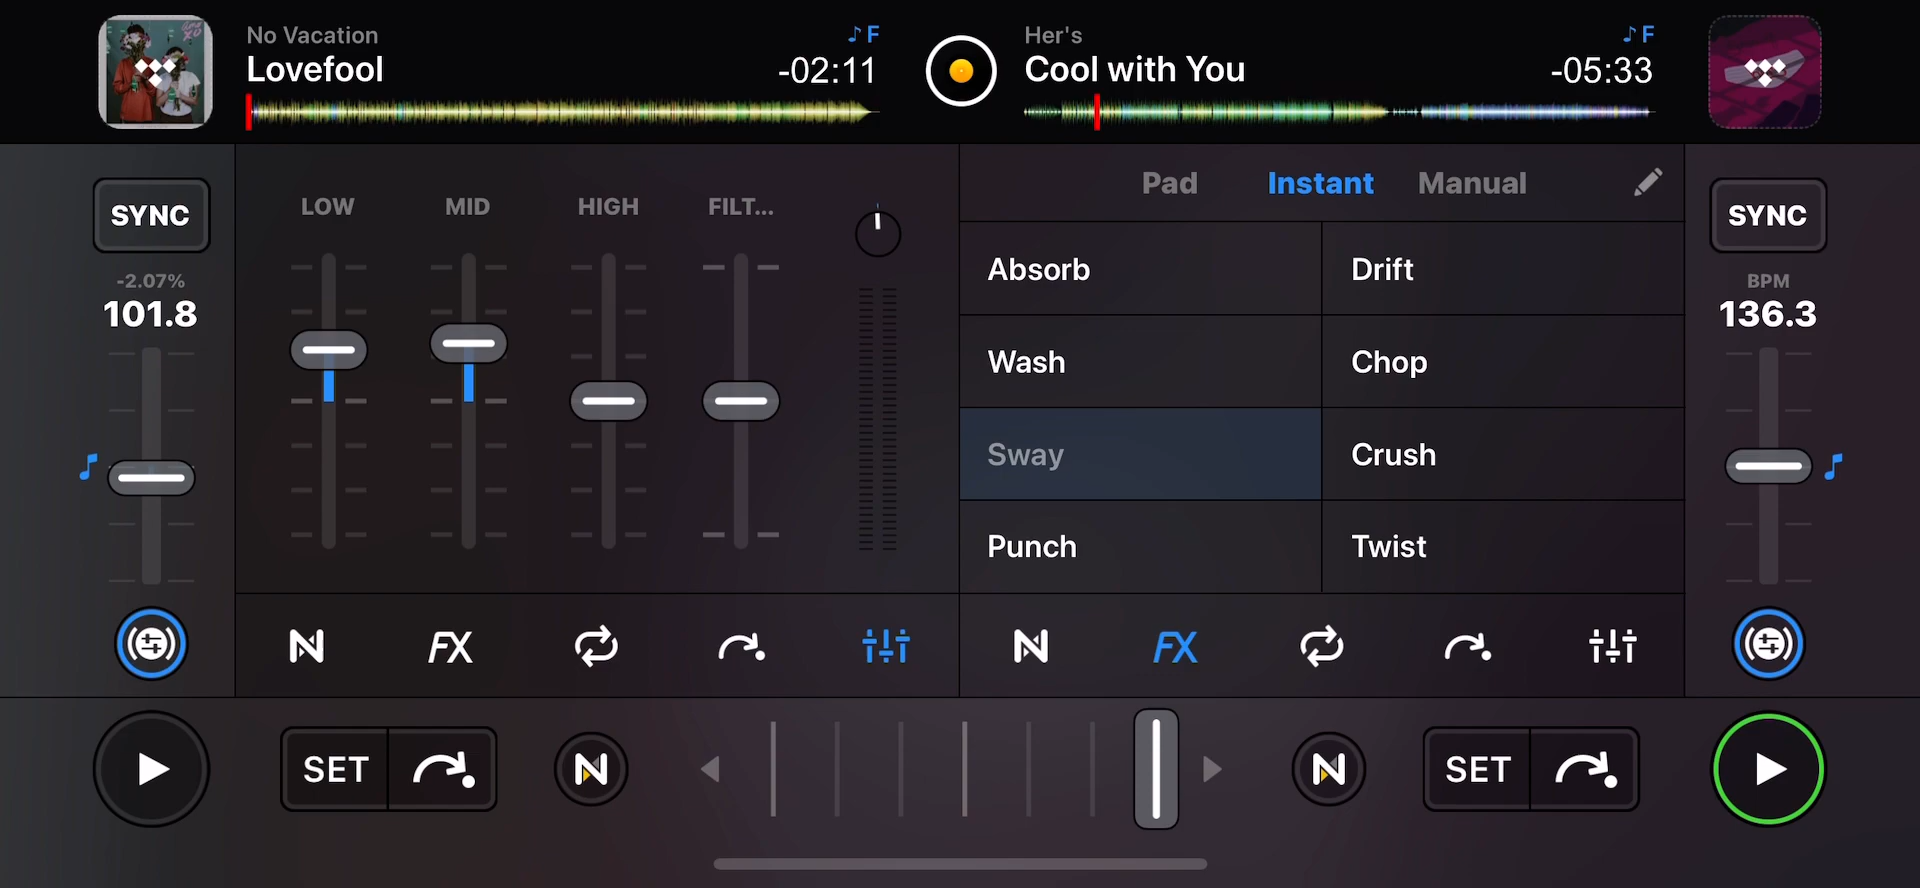 No Vacation
Lovefool
F
-02:11
Her's
Cool with You
F
-05:33
SYNC
-2.07%
101.8
LOW
MID
HIGH
FILT...
Pad
Instant
Manual
Absorb
Drift
Wash
Chop
Sway
Crush
Punch
Twist
SYNC
BPM
136.3
N
FX
N
FX
SET
N
N
SET